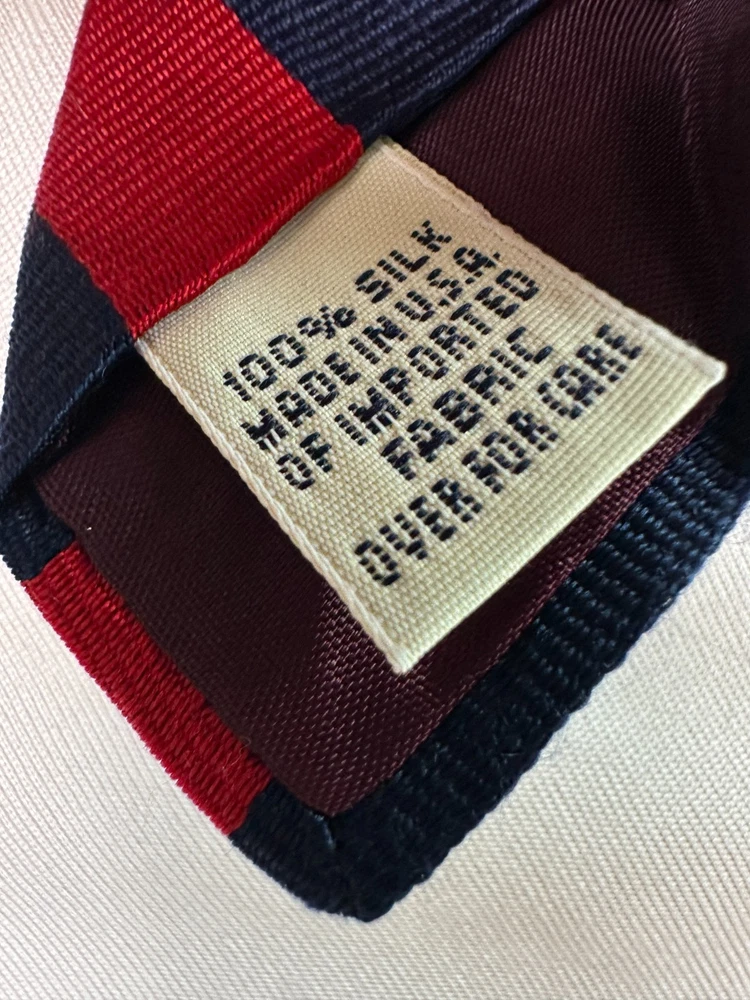 100% SILK
MADE IN U.S.A.
OF IMPORTED
FABRIC
OVER FOR CARE